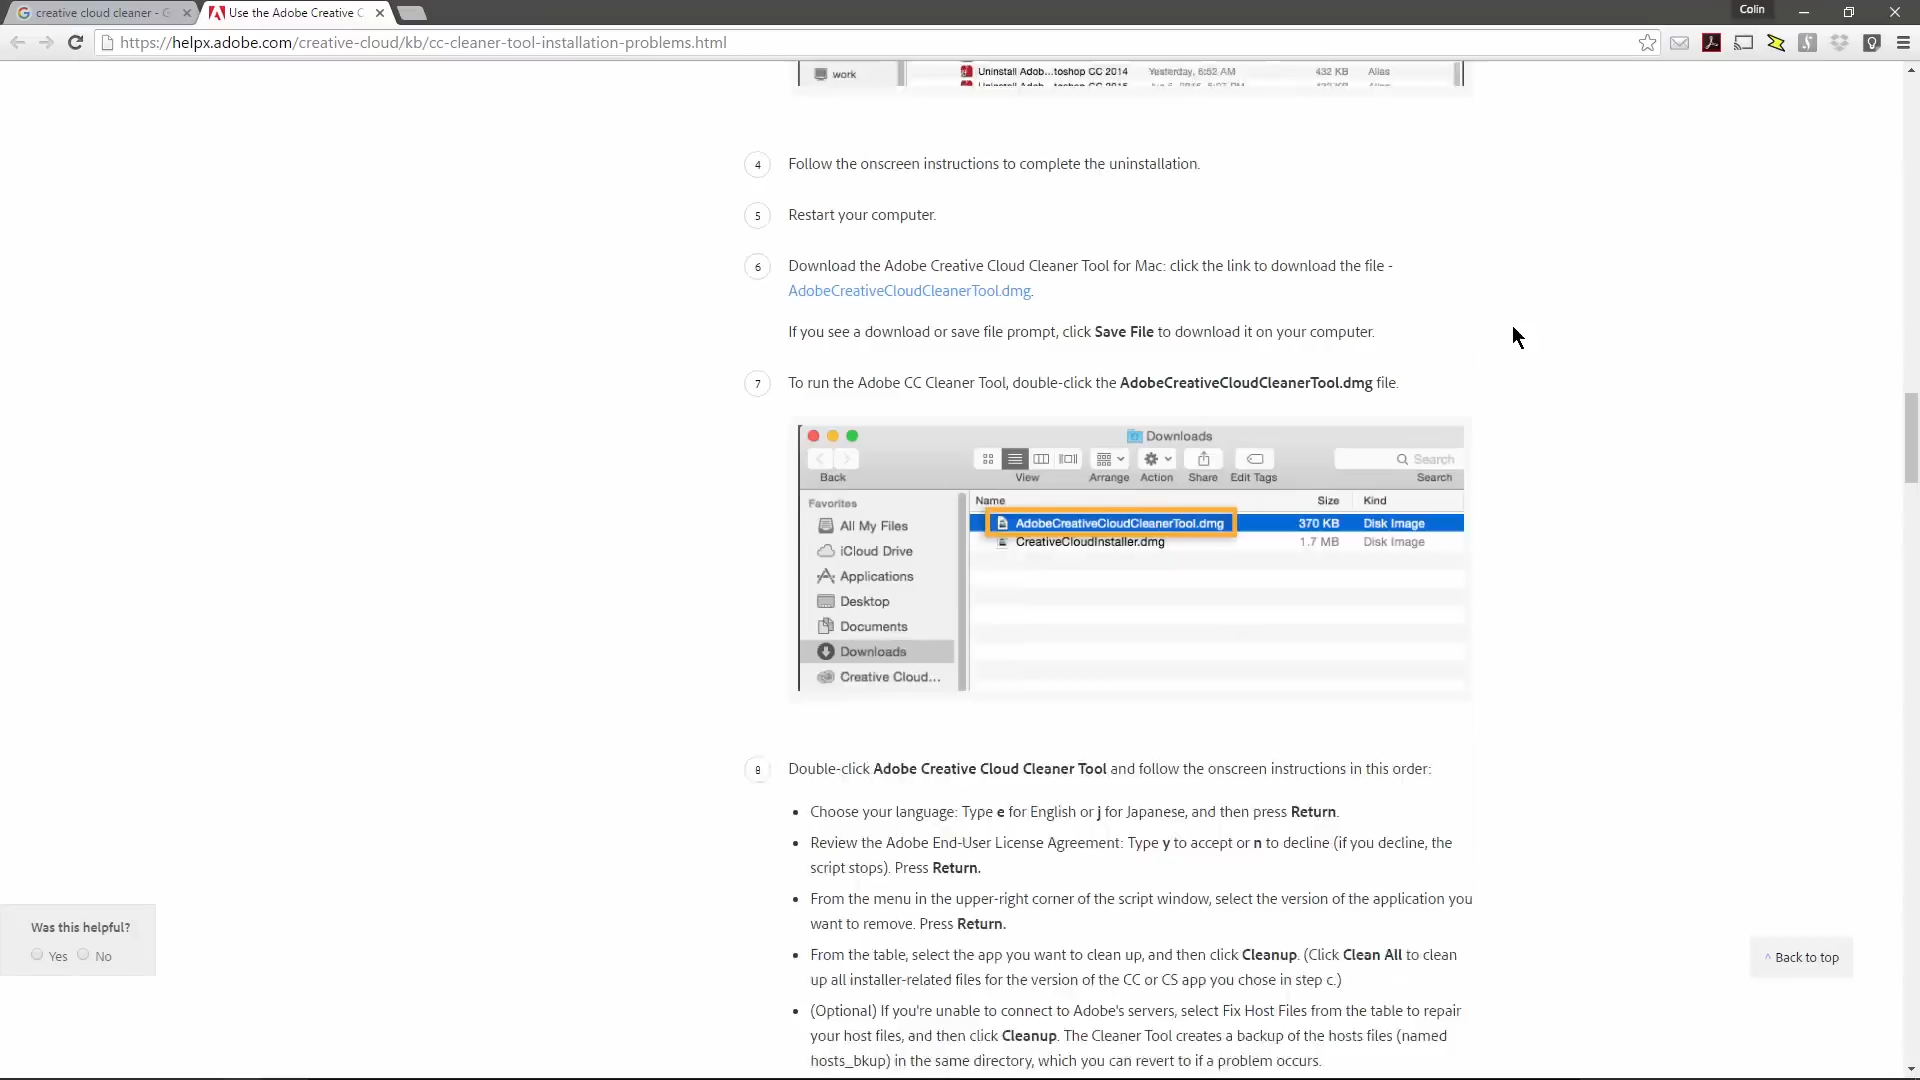 creative cloud cleaner - G
Use the Adobe Creative C
Colin
https://helpx.adobe.com/creative-cloud/kb/cc-cleaner-tool-installation-problems.html
work
Uninstall Adob...toshop CC 2014 Yesterday, 6:52 AM 432 KB Alias
4 Follow the onscreen instructions to complete the uninstallation.
5 Restart your computer.
6 Download the Adobe Creative Cloud Cleaner Tool for Mac: click the link to download the file -
AdobeCreativeCloudCleanerTool.dmg.
If you see a download or save file prompt, click Save File to download it on your computer.
7 To run the Adobe CC Cleaner Tool, double-click the AdobeCreativeCloudCleanerTool.dmg file.
Downloads
Search
Back View Arrange Action Share Edit Tags Search
Favorites
Name Size Kind
All My Files
AdobeCreativeCloudCleanerTool.dmg 370 KB Disk Image
CreativeCloudInstaller.dmg 1.7 MB Disk Image
iCloud Drive
Applications
Desktop
Documents
Downloads
Creative Cloud...
8 Double-click Adobe Creative Cloud Cleaner Tool and follow the onscreen instructions in this order:
• Choose your language: Type e for English or j for Japanese, and then press Return.
• Review the Adobe End-User License Agreement: Type y to accept or n to decline (if you decline, the
script stops). Press Return.
• From the menu in the upper-right corner of the script window, select the version of the application you
want to remove. Press Return.
• From the table, select the app you want to clean up, and then click Cleanup. (Click Clean All to clean
up all installer-related files for the version of the CC or CS app you chose in step c.)
• (Optional) If you're unable to connect to Adobe's servers, select Fix Host Files from the table to repair
your host files, and then click Cleanup. The Cleaner Tool creates a backup of the hosts files (named
hosts_bkup) in the same directory, which you can revert to if a problem occurs.
Was this helpful?
Yes No
^ Back to top